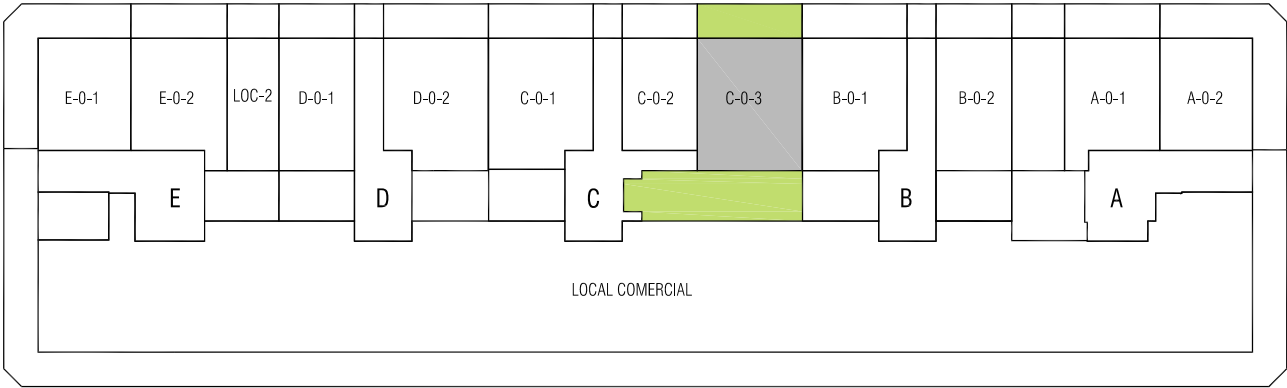 E-0-1
E-0-2
LOC-2
D-0-1
D-0-2
C-0-1
C-0-2
C-0-3
B-0-1
B-0-2
A-0-1
A-0-2
E
D
C
B
A
LOCAL COMERCIAL